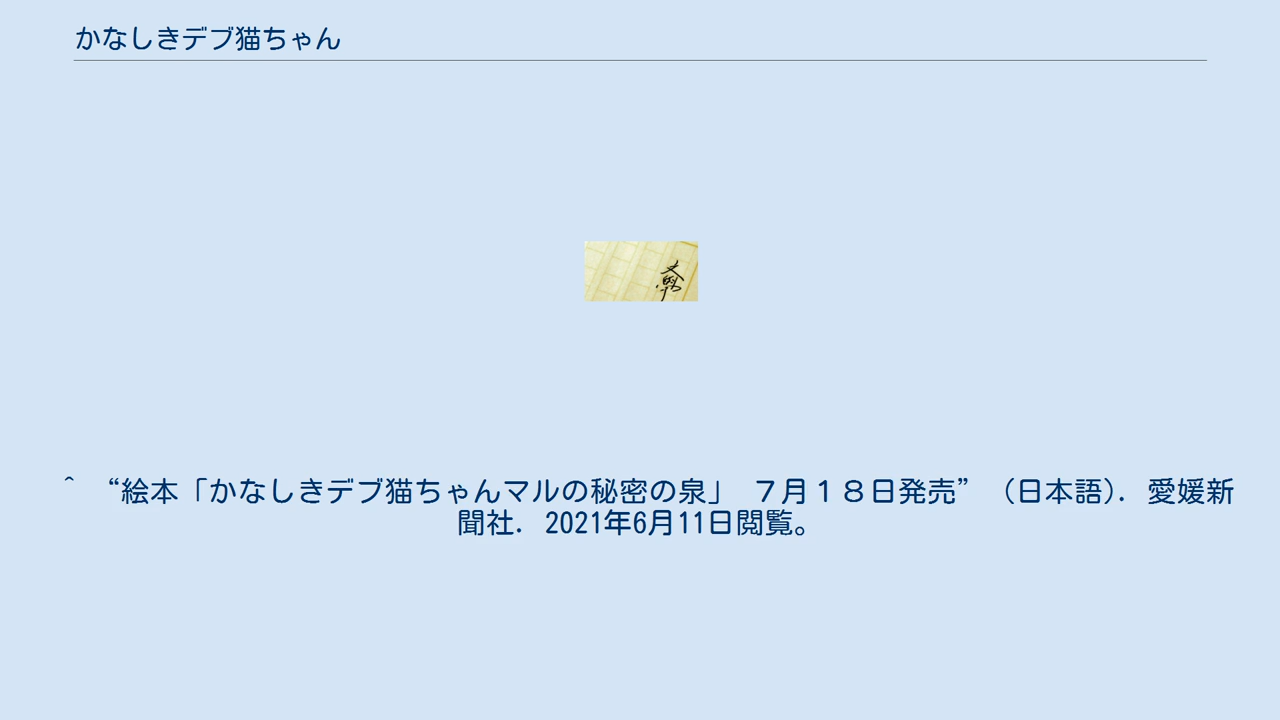 かなしきデブ猫ちゃん
^ “絵本「かなしきデブ猫ちゃんマルの秘密の泉」 ７月１８日発売” (日本語). 愛媛新
聞社. 2021年6月11日閲覧。